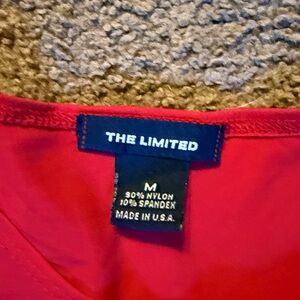 THE LIMITED
M
90% NYLON
10% SPANDEX
MADE IN U.S.A.